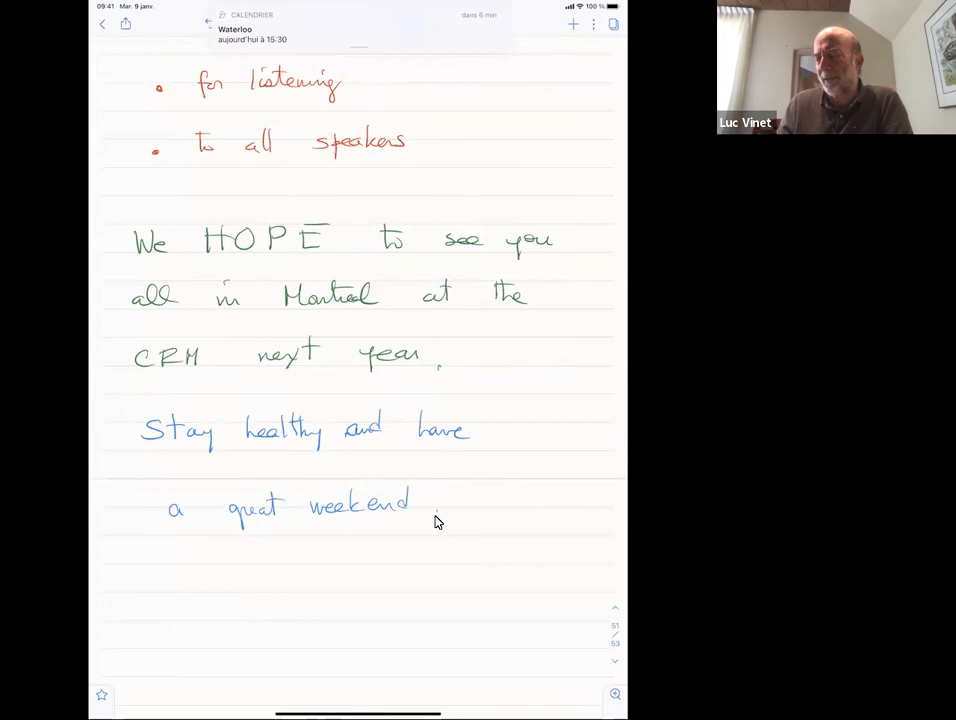 09:41 Mar. 9 janv.
100 %
CALENDRIER
dans 6 min
Waterloo
aujourd'hui à 15:30
• for listening
• To all speakers
We HOPE to see you
all in Montreal at the
CRM next year.
Stay healthy and have
a great weekend.
51
/
53
Luc Vinet